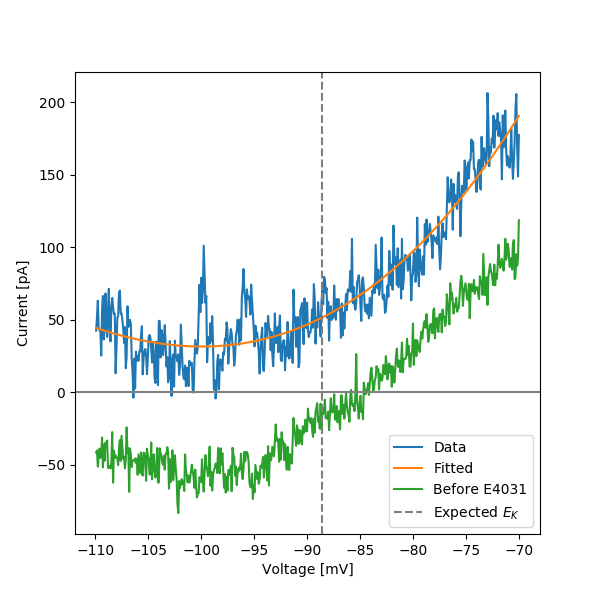 200
150
100
50
0
−50
Current [pA]
Data
Fitted
Before E4031
Expected E_K
−110 −105 −100 −95 −90 −85 −80 −75 −70
Voltage [mV]